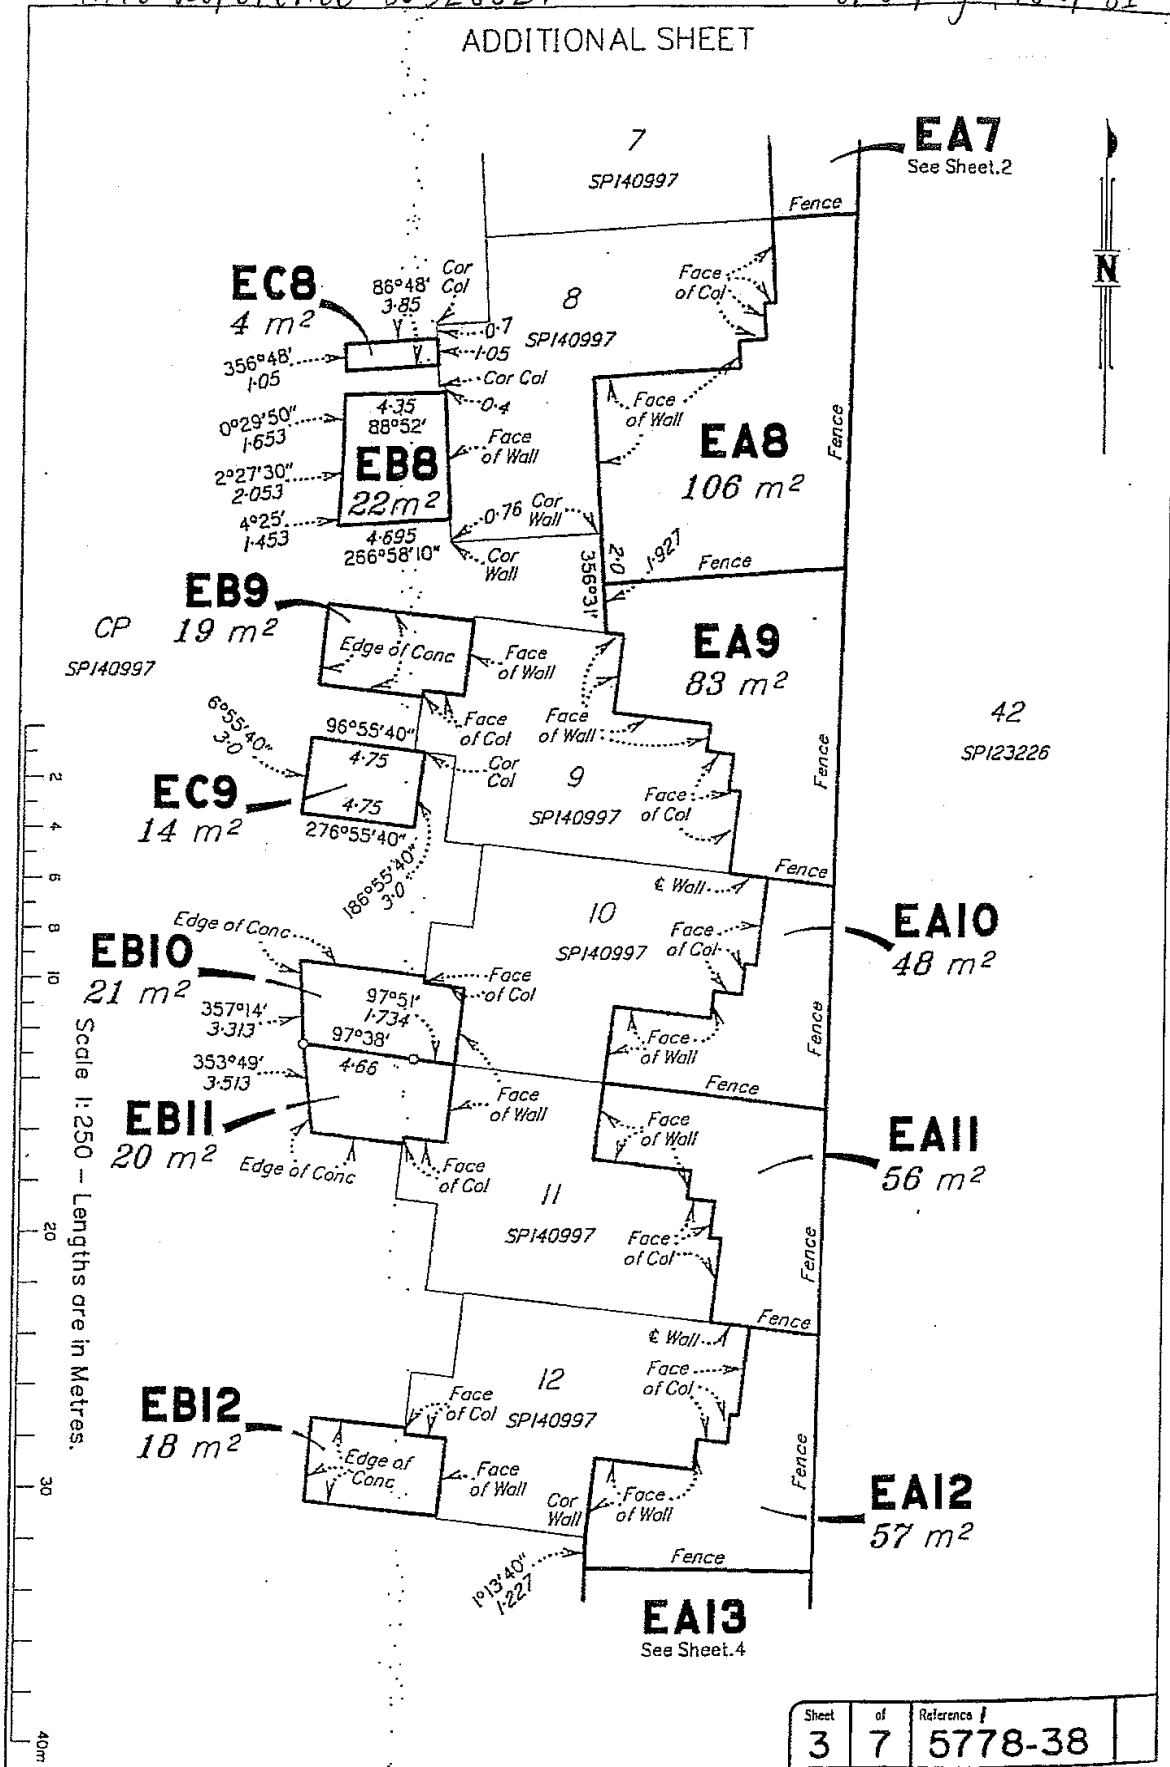 ADDITIONAL SHEET
7
SP140997
EA7
See Sheet.2
Fence
N
EC8
4 m²
86°48'
3·85
Cor
Col
0·7
1·05
356°48'
1·05
8
SP140997
Face
of Col
Cor Col
0·4
4·35
88°52'
0°29'50"
1·653
EB8
22m²
2°27'30"
2·053
4°25'
1·453
4·695
266°58'10"
Face
of Wall
Face
of Wall
EA8
106 m²
Fence
0·76 Cor
Wall
Cor
Wall
2·0
356°31'
1·927
Fence
EB9
19 m²
Edge of Conc
Face
of Wall
CP
SP140997
EA9
83 m²
Face
of Col
Face
of Wall
42
SP123226
Fence
6°55'40"
3·0
96°55'40"
4·75
Cor
Col
9
SP140997
EC9
14 m²
4·75
276°55'40"
186°55'40"
3·0
Face
of Col
Fence
℄ Wall
10
SP140997
Face
of Col
EA10
48 m²
Edge of Conc
EB10
21 m²
Face
of Col
97°51'
1·734
357°14'
3·313
97°38'
4·66
353°49'
3·513
Face
of Wall
Fence
Fence
EB11
20 m²
Face
of Wall
Face
of Wall
EA11
56 m²
Edge of Conc
Face
of Col
11
SP140997
Face
of Col
Fence
Fence
℄ Wall
12
SP140997
Face
of Col
EB12
18 m²
Face
of Col
Edge of
Conc
Face
of Wall
Cor
Wall
Face
of Wall
Fence
EA12
57 m²
1°13'40"
1·227
Fence
EA13
See Sheet.4
2
4
6
8
10
20
30
40m
Scale 1:250 – Lengths are in Metres.
Sheet
3
of
7
Reference
5778-38